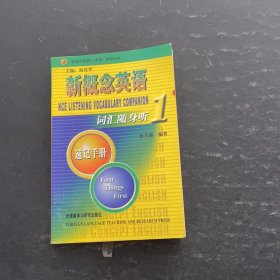 新概念英语
NCE LISTENING VOCABULARY COMPANION
词汇随身听 1
速记手册
First
Things
First
外语教学与研究出版社
FOREIGN LANGUAGE TEACHING AND RESEARCH PRESS